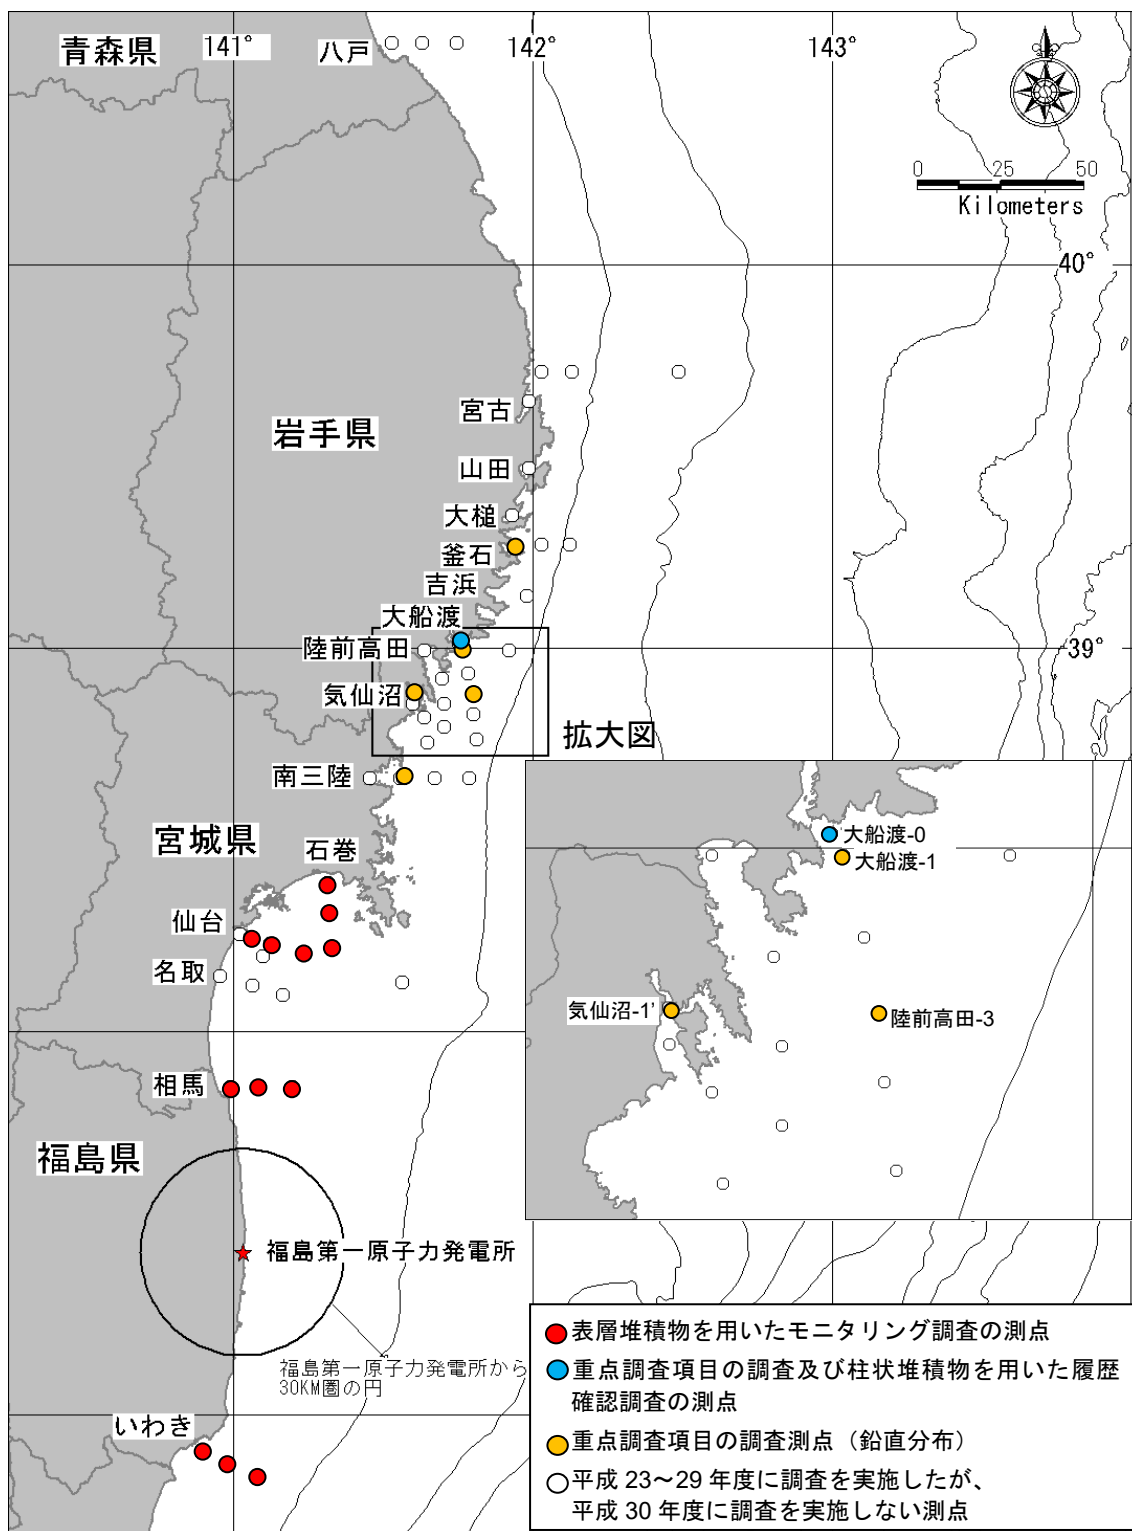 青森県
141°
八戸
142°
143°
0 25 50
Kilometers
40°
宮古
岩手県
山田
大槌
釜石
吉浜
大船渡
陸前高田
39°
気仙沼
拡大図
南三陸
宮城県
石巻
大船渡-0
大船渡-1
仙台
名取
気仙沼-1'
陸前高田-3
相馬
福島県
福島第一原子力発電所
福島第一原子力発電所から
30KM圏の円
いわき
表層堆積物を用いたモニタリング調査の測点
重点調査項目の調査及び柱状堆積物を用いた履歴
確認調査の測点
重点調査項目の調査測点（鉛直分布）
平成 23～29 年度に調査を実施したが、
平成 30 年度に調査を実施しない測点